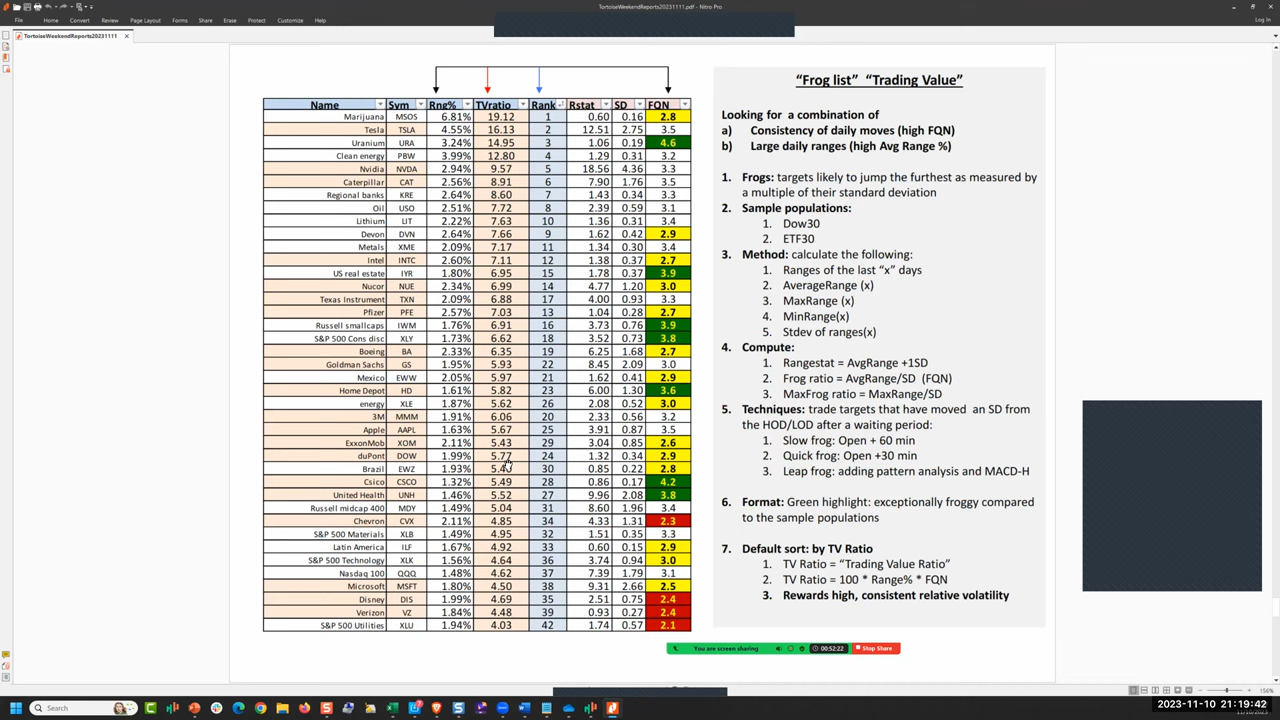 TortoiseWeekendReports20231111.pdf - Nitro Pro
File Home Convert Review Page Layout Forms Share Erase Protect Customize Help
Log In
TortoiseWeekendReports20231111 ×
Name Sym Rng% TVratio Rank Rstat SD FQN
Marijuana MSOS 6.81% 19.12 1 0.60 0.16 2.8
Tesla TSLA 4.55% 16.13 2 12.51 2.75 3.5
Uranium URA 3.24% 14.95 3 1.06 0.19 4.6
Clean energy PBW 3.99% 12.80 4 1.29 0.31 3.2
Nvidia NVDA 2.94% 9.57 5 18.56 4.36 3.3
Caterpillar CAT 2.56% 8.91 6 7.90 1.76 3.5
Regional banks KRE 2.64% 8.60 7 1.43 0.34 3.3
Oil USO 2.51% 7.72 8 2.39 0.59 3.1
Lithium LIT 2.22% 7.63 10 1.36 0.31 3.4
Devon DVN 2.64% 7.66 9 1.62 0.42 2.9
Metals XME 2.09% 7.17 11 1.34 0.30 3.4
Intel INTC 2.60% 7.11 12 1.38 0.37 2.7
US real estate IYR 1.80% 6.95 15 1.78 0.37 3.9
Nucor NUE 2.34% 6.99 14 4.77 1.20 3.0
Texas Instrument TXN 2.09% 6.88 17 4.00 0.93 3.3
Pfizer PFE 2.57% 7.03 13 1.04 0.28 2.7
Russell smallcaps IWM 1.76% 6.91 16 3.73 0.76 3.9
S&P 500 Cons disc XLY 1.73% 6.62 18 3.52 0.73 3.8
Boeing BA 2.33% 6.35 19 6.25 1.68 2.7
Goldman Sachs GS 1.95% 5.93 22 8.45 2.09 3.0
Mexico EWW 2.05% 5.97 21 1.62 0.41 2.9
Home Depot HD 1.61% 5.82 23 6.00 1.30 3.6
energy XLE 1.87% 5.62 26 2.08 0.52 3.0
3M MMM 1.91% 6.06 20 2.33 0.56 3.2
Apple AAPL 1.63% 5.67 25 3.91 0.87 3.5
ExxonMob XOM 2.11% 5.43 29 3.04 0.85 2.6
duPont DOW 1.99% 5.77 24 1.32 0.34 2.9
Brazil EWZ 1.93% 30 0.85 0.22 2.8
Csico CSCO 1.32% 5.49 28 0.86 0.17 4.2
United Health UNH 1.46% 5.52 27 9.96 2.08 3.8
Russell midcap 400 MDY 1.49% 5.04 31 8.60 1.96 3.4
Chevron CVX 2.11% 4.85 34 4.33 1.31 2.3
S&P 500 Materials XLB 1.49% 4.95 32 1.51 0.35 3.3
Latin America ILF 1.67% 4.92 33 0.60 0.15 2.9
S&P 500 Technology XLK 1.56% 4.64 36 3.74 0.94 3.0
Nasdaq 100 QQQ 1.48% 4.62 37 7.39 1.79 3.1
Microsoft MSFT 1.80% 4.50 38 9.31 2.66 2.5
Disney DIS 1.99% 4.69 35 2.51 0.75 2.4
Verizon VZ 1.84% 4.48 39 0.93 0.27 2.4
S&P 500 Utilities XLU 1.94% 4.03 42 1.74 0.57 2.1
"Frog list" "Trading Value"
Looking for a combination of
a) Consistency of daily moves (high FQN)
b) Large daily ranges (high Avg Range %)
1. Frogs: targets likely to jump the furthest as measured by
a multiple of their standard deviation
2. Sample populations:
1. Dow30
2. ETF30
3. Method: calculate the following:
1. Ranges of the last "x" days
2. AverageRange (x)
3. MaxRange (x)
4. MinRange(x)
5. Stdev of ranges(x)
4. Compute:
1. Rangestat = AvgRange +1SD
2. Frog ratio = AvgRange/SD (FQN)
3. MaxFrog ratio = MaxRange/SD
5. Techniques: trade targets that have moved an SD from
the HOD/LOD after a waiting period:
1. Slow frog: Open + 60 min
2. Quick frog: Open +30 min
3. Leap frog: adding pattern analysis and MACD-H
6. Format: Green highlight: exceptionally froggy compared
to the sample populations
7. Default sort: by TV Ratio
1. TV Ratio = "Trading Value Ratio"
2. TV Ratio = 100 * Range% * FQN
3. Rewards high, consistent relative volatility
You are screen sharing 00:52:22 Stop Share
156%
Search
2023-11-10 21:19:42